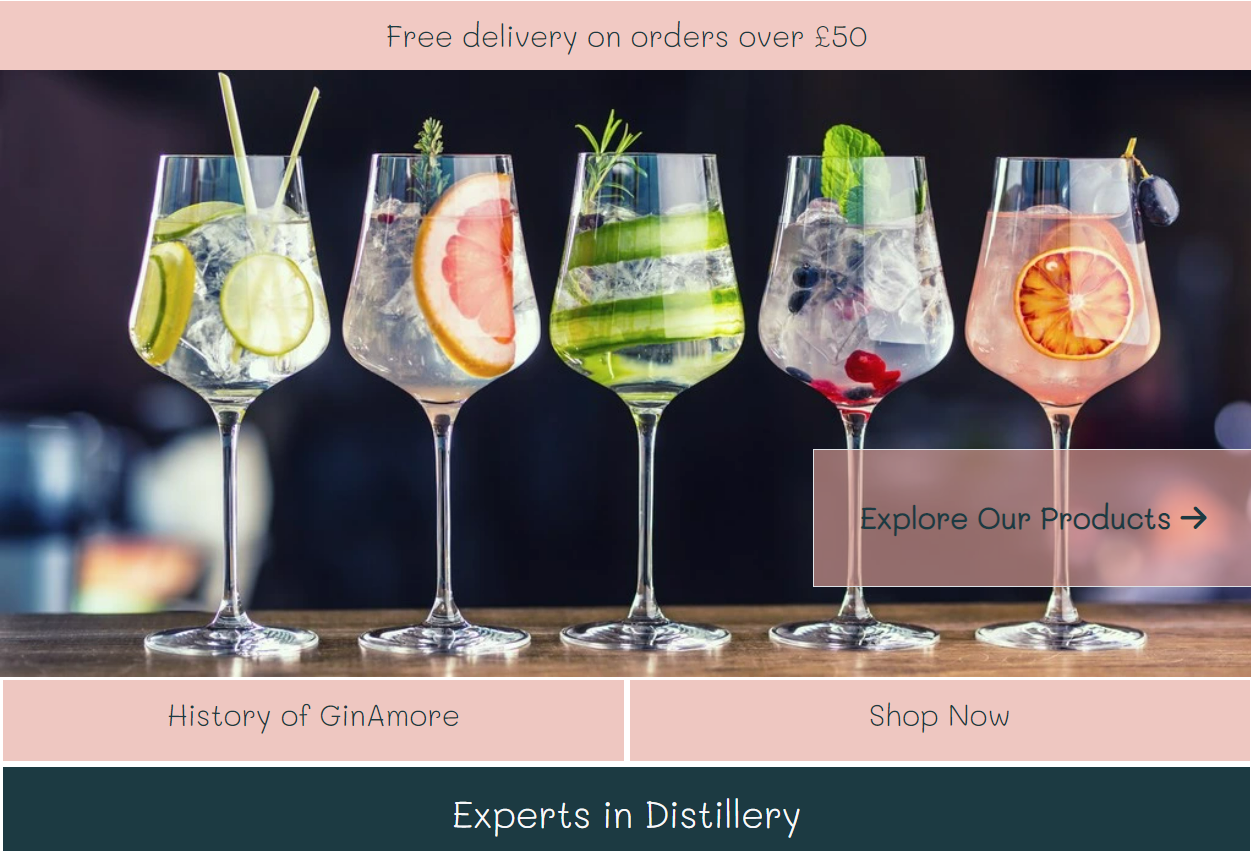 Free delivery on orders over £50
Explore Our Products →
History of GinAmore
Shop Now
Experts in Distillery